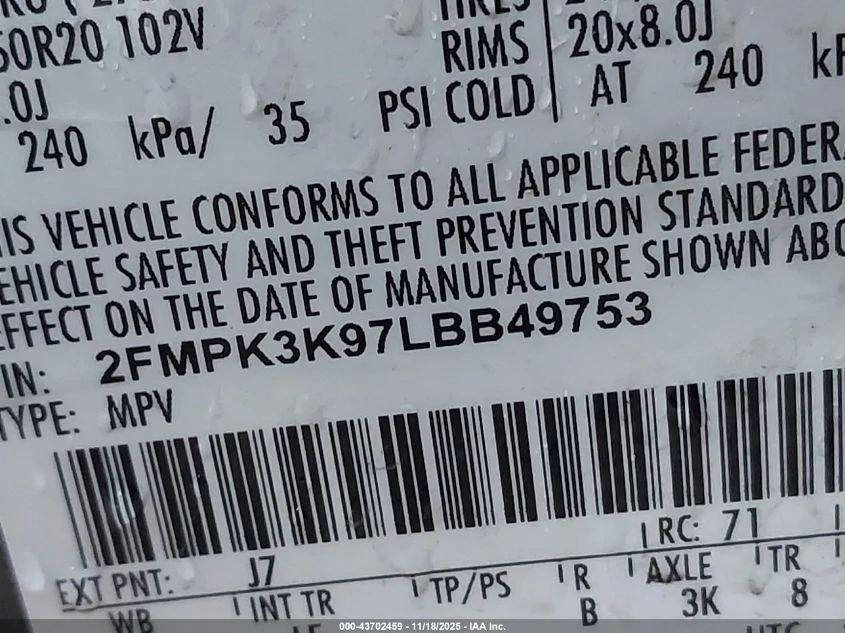 50R20 102V RIMS 20x8.0J
.0J
240 kPa/ 35 PSI COLD AT 240 kP
IS VEHICLE CONFORMS TO ALL APPLICABLE FEDERA
EHICLE SAFETY AND THEFT PREVENTION STANDARD
EFFECT ON THE DATE OF MANUFACTURE SHOWN ABO
IN: 2FMPK3K97LBB49753
TYPE: MPV
RC: 71
EXT PNT: J7
WB INT TR TP/PS R AXLE TR
B 3K 8
000-43702459 - 11/18/2025 - IAA Inc.